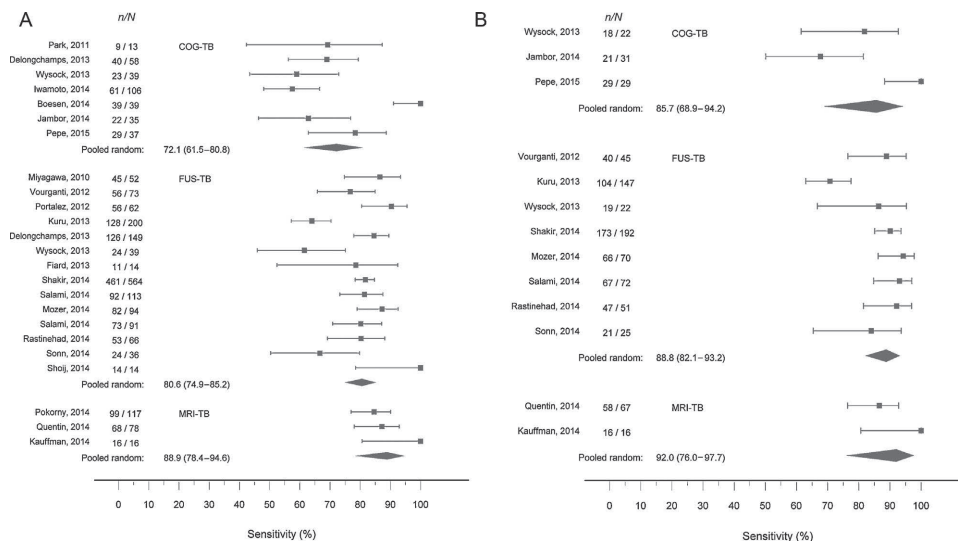 A
n/N
Park, 2011 9 / 13 COG-TB
Delongchamps, 2013 40 / 58
Wysock, 2013 23 / 39
Iwamoto, 2014 61 / 106
Boesen, 2014 39 / 39
Jambor, 2014 22 / 35
Pepe, 2015 29 / 37
Pooled random: 72.1 (61.5–80.8)
Miyagawa, 2010 45 / 52 FUS-TB
Vourganti, 2012 56 / 73
Portalez, 2012 56 / 62
Kuru, 2013 128 / 200
Delongchamps, 2013 126 / 149
Wysock, 2013 24 / 39
Fiard, 2013 11 / 14
Shakir, 2014 461 / 564
Salami, 2014 92 / 113
Mozer, 2014 82 / 94
Salami, 2014 73 / 91
Rastinehad, 2014 53 / 66
Sonn, 2014 24 / 36
Shoij, 2014 14 / 14
Pooled random: 80.6 (74.9–85.2)
Pokorny, 2014 99 / 117 MRI-TB
Quentin, 2014 68 / 78
Kauffman, 2014 16 / 16
Pooled random: 88.9 (78.4–94.6)
0 10 20 30 40 50 60 70 80 90 100
Sensitivity (%)
B
n/N
Wysock, 2013 18 / 22 COG-TB
Jambor, 2014 21 / 31
Pepe, 2015 29 / 29
Pooled random: 85.7 (68.9–94.2)
Vourganti, 2012 40 / 45 FUS-TB
Kuru, 2013 104 / 147
Wysock, 2013 19 / 22
Shakir, 2014 173 / 192
Mozer, 2014 66 / 70
Salami, 2014 67 / 72
Rastinehad, 2014 47 / 51
Sonn, 2014 21 / 25
Pooled random: 88.8 (82.1–93.2)
Quentin, 2014 58 / 67 MRI-TB
Kauffman, 2014 16 / 16
Pooled random: 92.0 (76.0–97.7)
0 10 20 30 40 50 60 70 80 90 100
Sensitivity (%)